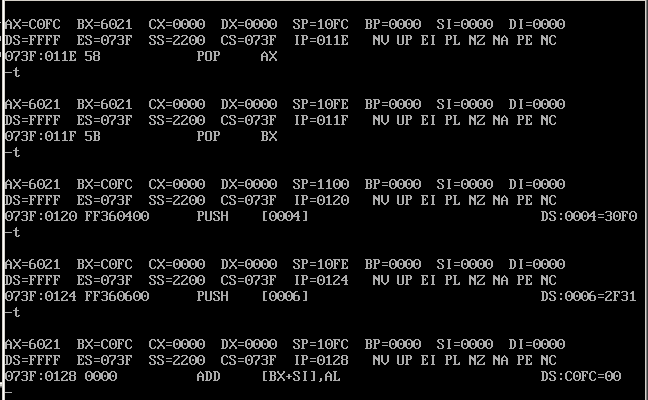 AX=C0FC  BX=6021  CX=0000  DX=0000  SP=10FC  BP=0000  SI=0000  DI=0000
DS=FFFF  ES=073F  SS=2200  CS=073F  IP=011E   NV UP EI PL NZ NA PE NC
073F:011E 58            POP     AX
-t
AX=6021  BX=6021  CX=0000  DX=0000  SP=10FE  BP=0000  SI=0000  DI=0000
DS=FFFF  ES=073F  SS=2200  CS=073F  IP=011F   NV UP EI PL NZ NA PE NC
073F:011F 5B            POP     BX
-t
AX=6021  BX=C0FC  CX=0000  DX=0000  SP=1100  BP=0000  SI=0000  DI=0000
DS=FFFF  ES=073F  SS=2200  CS=073F  IP=0120   NV UP EI PL NZ NA PE NC
073F:0120 FF360400      PUSH    [0004]                             DS:0004=30F0
-t
AX=6021  BX=C0FC  CX=0000  DX=0000  SP=10FE  BP=0000  SI=0000  DI=0000
DS=FFFF  ES=073F  SS=2200  CS=073F  IP=0124   NV UP EI PL NZ NA PE NC
073F:0124 FF360600      PUSH    [0006]                             DS:0006=2F31
-t
AX=6021  BX=C0FC  CX=0000  DX=0000  SP=10FC  BP=0000  SI=0000  DI=0000
DS=FFFF  ES=073F  SS=2200  CS=073F  IP=0128   NV UP EI PL NZ NA PE NC
073F:0128 0000          ADD     [BX+SI],AL                         DS:C0FC=00
-